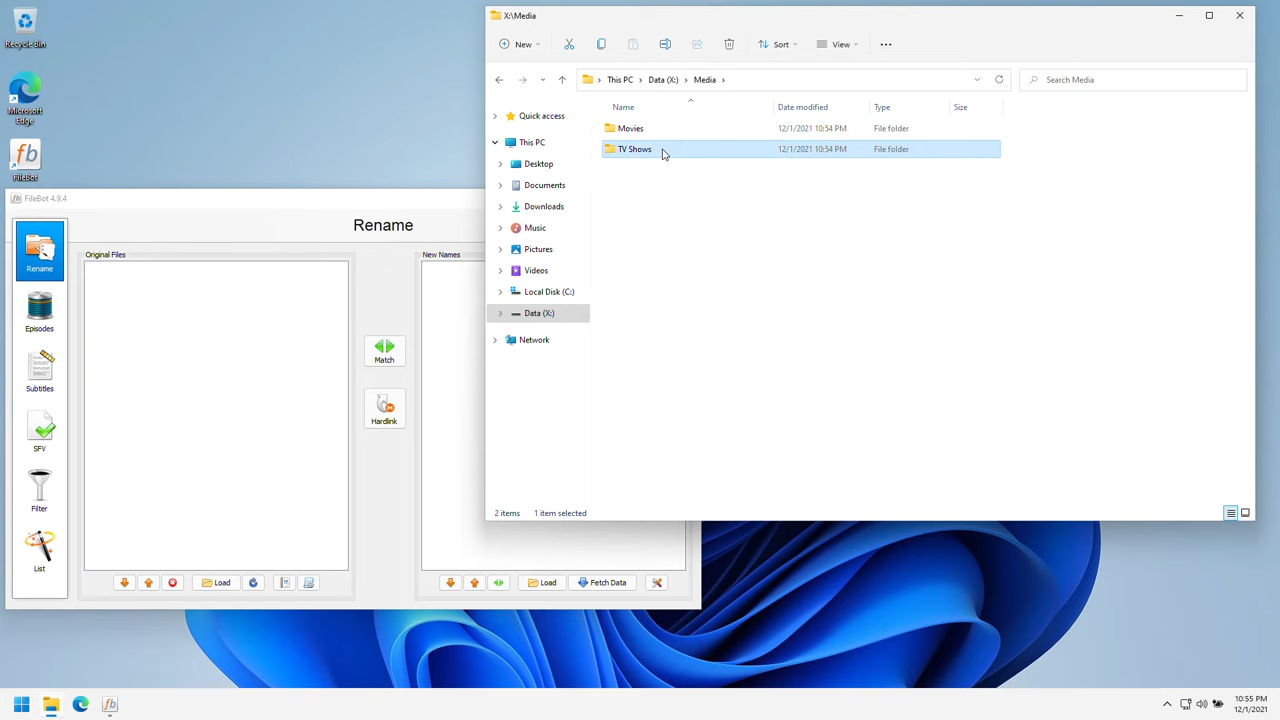 Recycle Bin
Microsoft
Edge
fb
FileBot
X:\Media
New
Sort
View
This PC
Data (X:)
Media
Search Media
Name
Date modified
Type
Size
Movies
12/1/2021 10:54 PM
File folder
TV Shows
12/1/2021 10:54 PM
File folder
Quick access
This PC
Desktop
Documents
Downloads
Music
Pictures
Videos
Local Disk (C:)
Data (X:)
Network
2 items
1 item selected
fb FileBot 4.9.4
Rename
Rename
Episodes
Subtitles
SFV
Filter
List
Original Files
New Names
Match
Hardlink
Load
Load
Fetch Data
fb
10:55 PM
12/1/2021